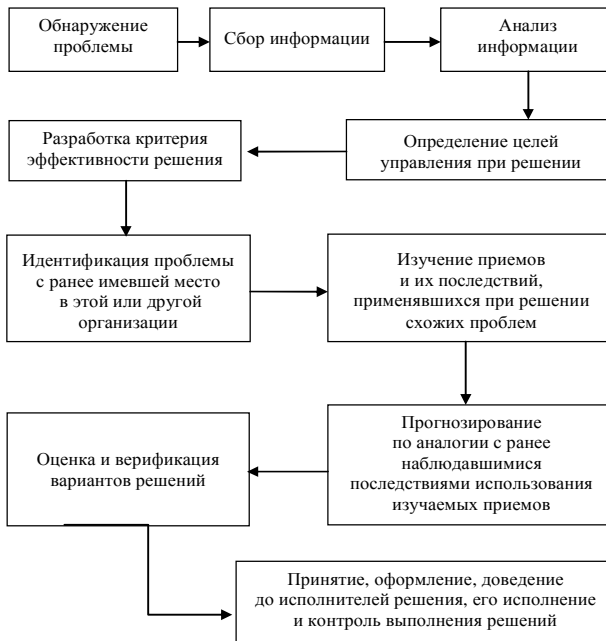 Обнаружение
проблемы
Сбор информации
Анализ
информации
Определение целей
управления при решении
Разработка критерия
эффективности решения
Идентификация проблемы
с ранее имевшей место
в этой или другой
организации
Изучение приемов
и их последствий,
применявшихся при решении
схожих проблем
Прогнозирование
по аналогии с ранее
наблюдавшимися
последствиями использования
изучаемых приемов
Оценка и верификация
вариантов решений
Принятие, оформление, доведение
до исполнителей решения, его исполнение
и контроль выполнения решений